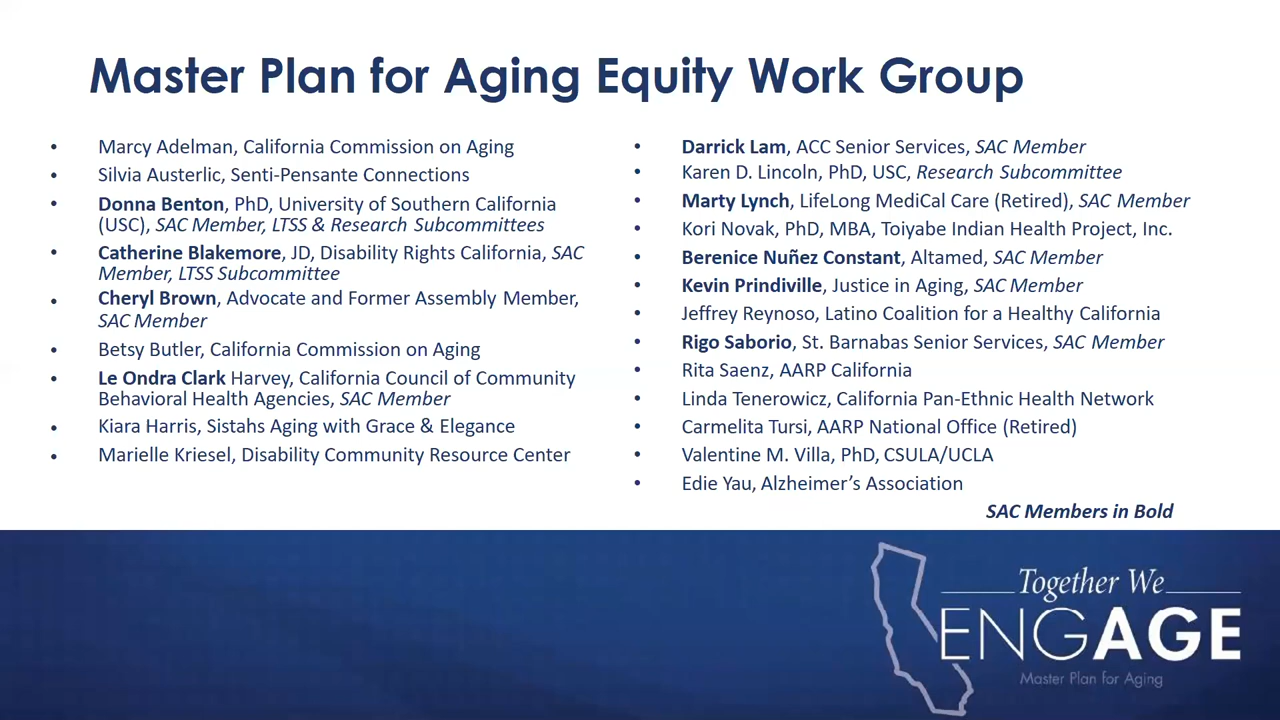 Master Plan for Aging Equity Work Group
• Marcy Adelman, California Commission on Aging
• Silvia Austerlic, Senti-Pensante Connections
• Donna Benton, PhD, University of Southern California
(USC), SAC Member, LTSS & Research Subcommittees
• Catherine Blakemore, JD, Disability Rights California, SAC
Member, LTSS Subcommittee
• Cheryl Brown, Advocate and Former Assembly Member,
SAC Member
• Betsy Butler, California Commission on Aging
• Le Ondra Clark Harvey, California Council of Community
Behavioral Health Agencies, SAC Member
• Kiara Harris, Sistahs Aging with Grace & Elegance
• Marielle Kriesel, Disability Community Resource Center
• Darrick Lam, ACC Senior Services, SAC Member
• Karen D. Lincoln, PhD, USC, Research Subcommittee
• Marty Lynch, LifeLong MediCal Care (Retired), SAC Member
• Kori Novak, PhD, MBA, Toiyabe Indian Health Project, Inc.
• Berenice Nuñez Constant, Altamed, SAC Member
• Kevin Prindiville, Justice in Aging, SAC Member
• Jeffrey Reynoso, Latino Coalition for a Healthy California
• Rigo Saborio, St. Barnabas Senior Services, SAC Member
• Rita Saenz, AARP California
• Linda Tenerowicz, California Pan-Ethnic Health Network
• Carmelita Tursi, AARP National Office (Retired)
• Valentine M. Villa, PhD, CSULA/UCLA
• Edie Yau, Alzheimer's Association
SAC Members in Bold
Together We
ENGAGE
Master Plan for Aging